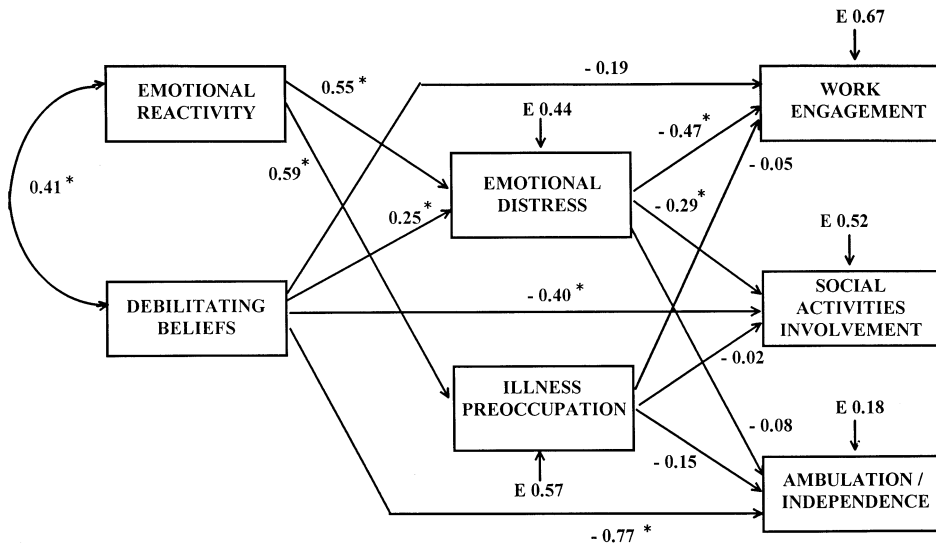 E 0.67
- 0.19
EMOTIONAL
REACTIVITY
WORK
ENGAGEMENT
0.55 *
E 0.44
- 0.47 *
- 0.05
0.59 *
0.41 *
EMOTIONAL
DISTRESS
- 0.29 *
0.25 *
E 0.52
DEBILITATING
BELIEFS
- 0.40 *
SOCIAL
ACTIVITIES
INVOLVEMENT
- 0.02
ILLNESS
PREOCCUPATION
E 0.18
- 0.08
- 0.15
E 0.57
AMBULATION /
INDEPENDENCE
- 0.77 *